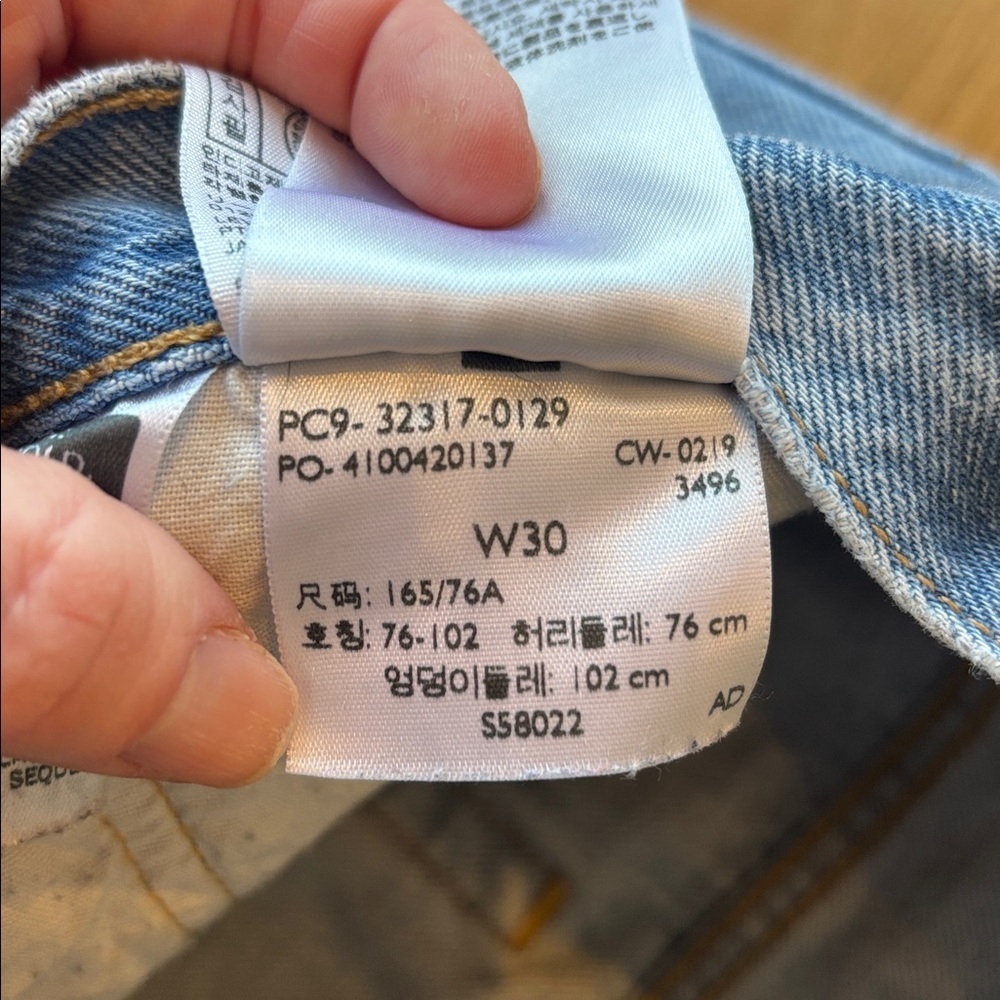 PC9- 32317-0129
PO- 4100420137
CW- 0219
3496
W30
尺码: 165/76A
호칭: 76-102 허리둘레: 76 cm
엉덩이둘레: 102 cm
S58022
AD